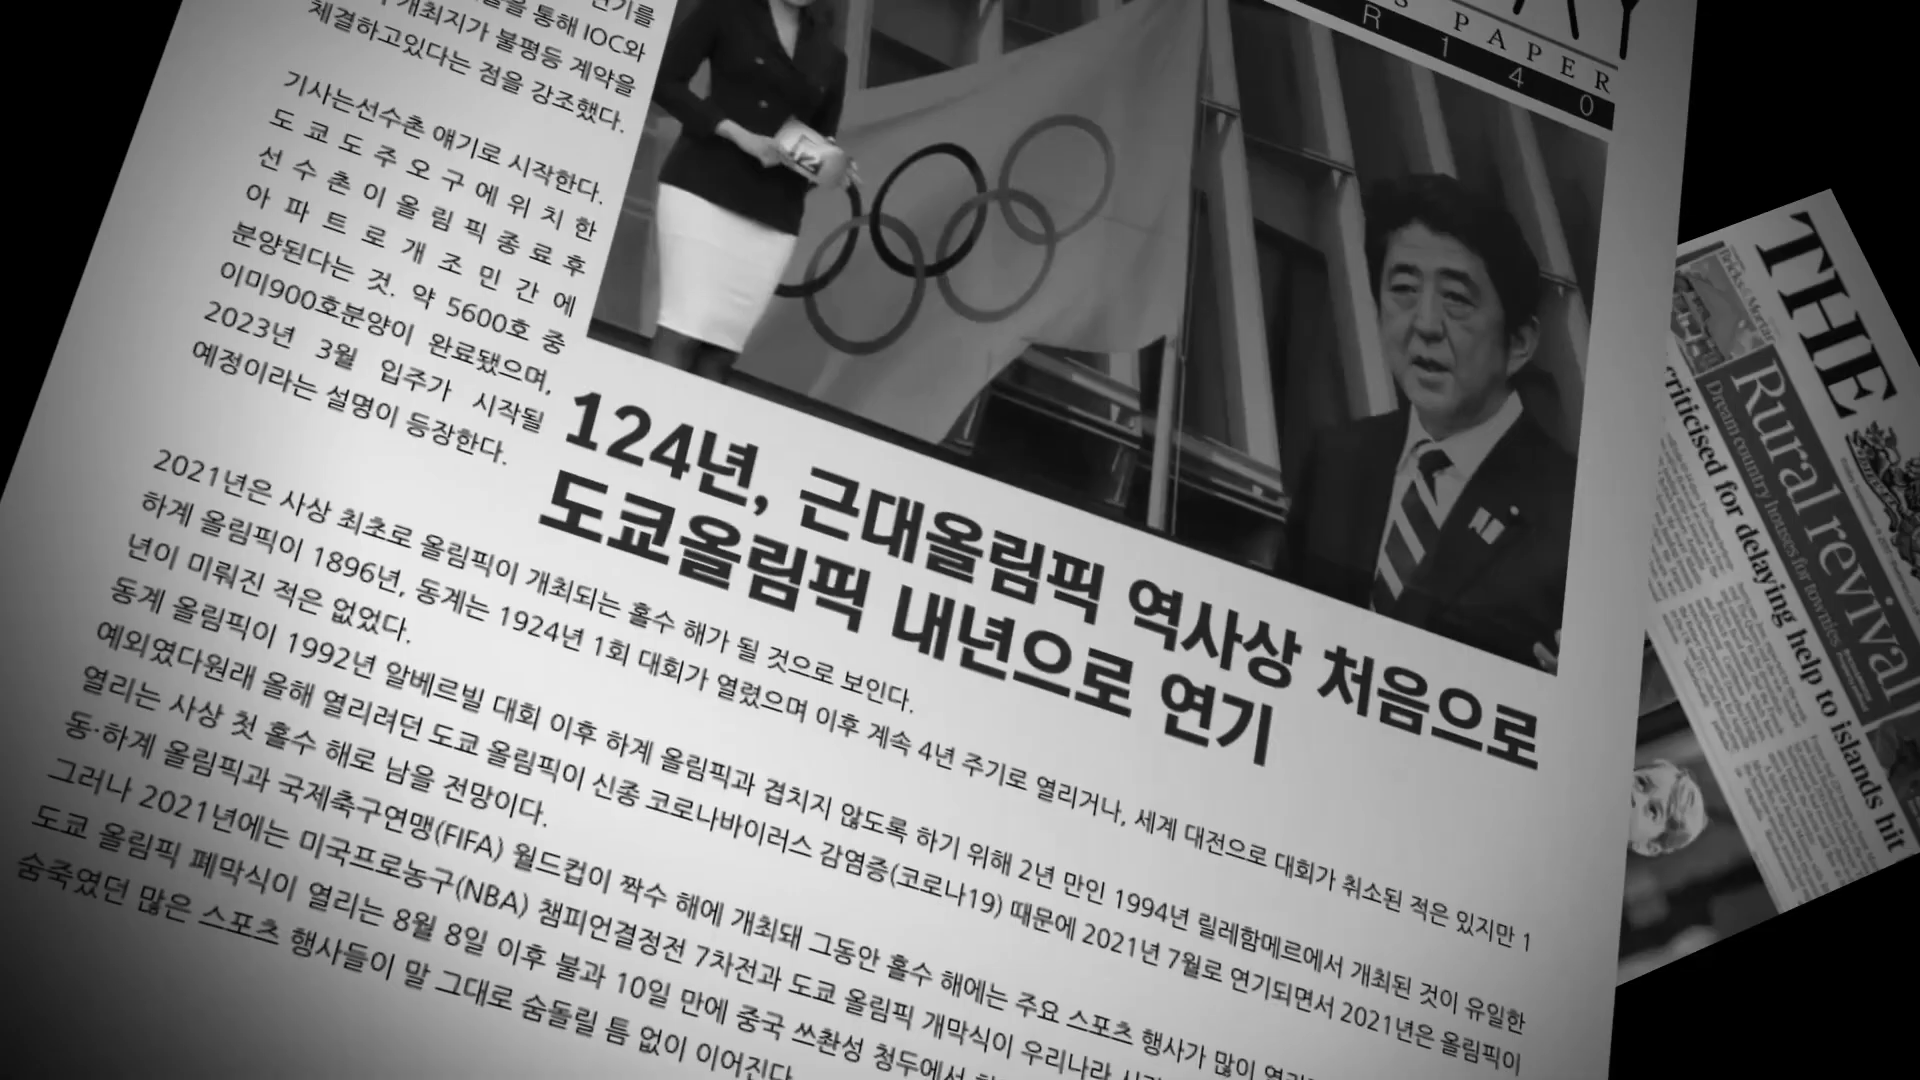 S PAPER
R 1 4 0
기를
을 통해 IOC와
개최지가 불평등 계약을
체결하고있다는 점을 강조했다.
기사는선수촌 얘기로 시작한다.
도쿄도주오구에위치한
선수촌이올림픽종료후
아파트로개조민간에
분양된다는 것. 약 5600호 중
이미900호분양이 완료됐으며,
2023년 3월 입주가 시작될
예정이라는 설명이 등장한다.
124년, 근대올림픽 역사상 처음으로
도쿄올림픽 내년으로 연기
2021년은 사상 최초로 올림픽이 개최되는 홀수 해가 될 것으로 보인다.
하계 올림픽이 1896년, 동계는 1924년 1회 대회가 열렸으며 이후 계속 4년 주기로 열리거나, 세계 대전으로 대회가 취소된 적은 있지만 1
년이 미뤄진 적은 없었다.
동계 올림픽이 1992년 알베르빌 대회 이후 하계 올림픽과 겹치지 않도록 하기 위해 2년 만인 1994년 릴레함메르에서 개최된 것이 유일한
예외였다원래 올해 열리려던 도쿄 올림픽이 신종 코로나바이러스 감염증(코로나19) 때문에 2021년 7월로 연기되면서 2021년은 올림픽이
열리는 사상 첫 홀수 해로 남을 전망이다.
동·하계 올림픽과 국제축구연맹(FIFA) 월드컵이 짝수 해에 개최돼 그동안 홀수 해에는 주요 스포츠 행사가 많이
그러나 2021년에는 미국프로농구(NBA) 챔피언결정전 7차전과 도쿄 올림픽 개막식이 우리나라
도쿄 올림픽 폐막식이 열리는 8월 8일 이후 불과 10일 만에 중국 쓰촨성 청두에서
숨죽였던 많은 스포츠 행사들이 말 그대로 숨돌릴 틈 없이 이어진다
THE
Bricks&Mortar
Rural revival
Dream country houses for townies
criticised for delaying help to islands hit